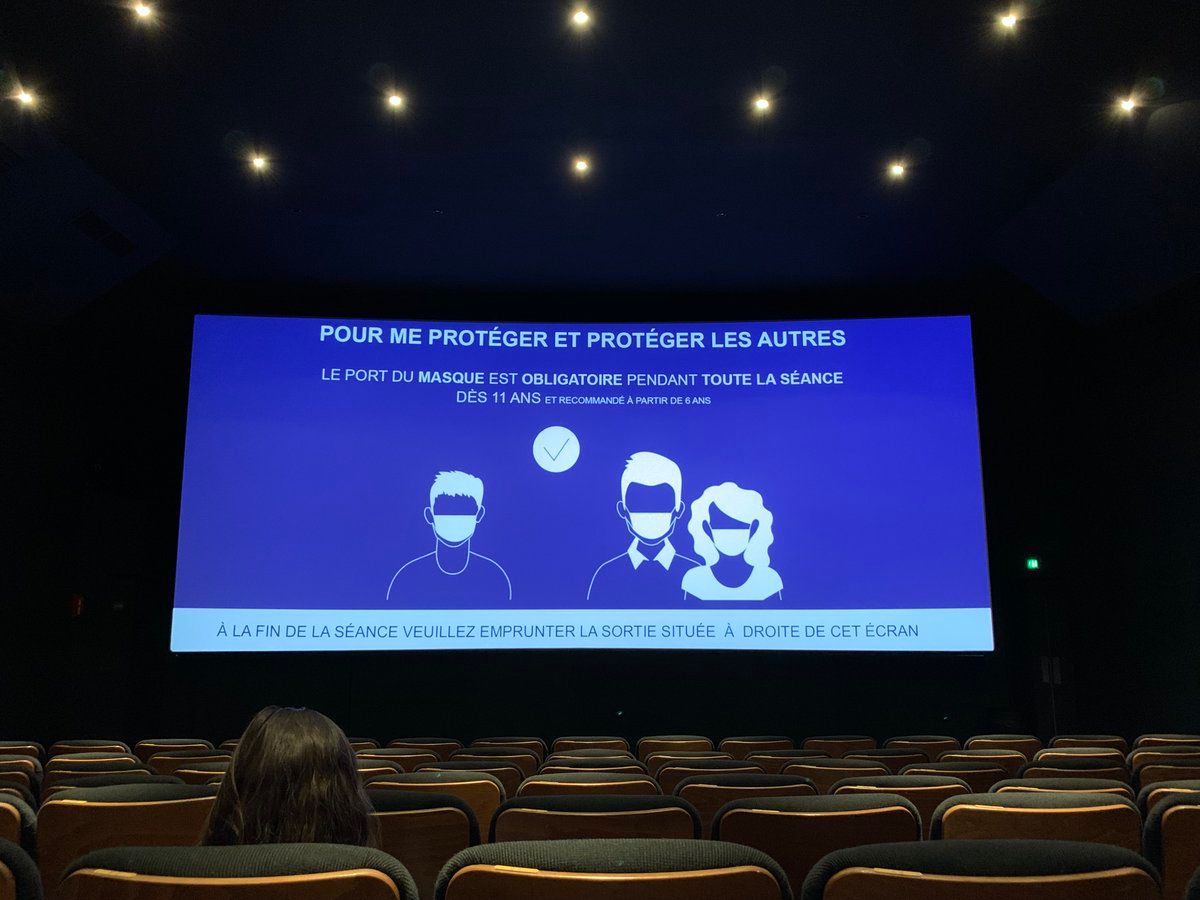 POUR ME PROTÉGER ET PROTÉGER LES AUTRES
LE PORT DU MASQUE EST OBLIGATOIRE PENDANT TOUTE LA SÉANCE
DÈS 11 ANS ET RECOMMANDÉ À PARTIR DE 6 ANS
À LA FIN DE LA SÉANCE VEUILLEZ EMPRUNTER LA SORTIE SITUÉE À DROITE DE CET ÉCRAN